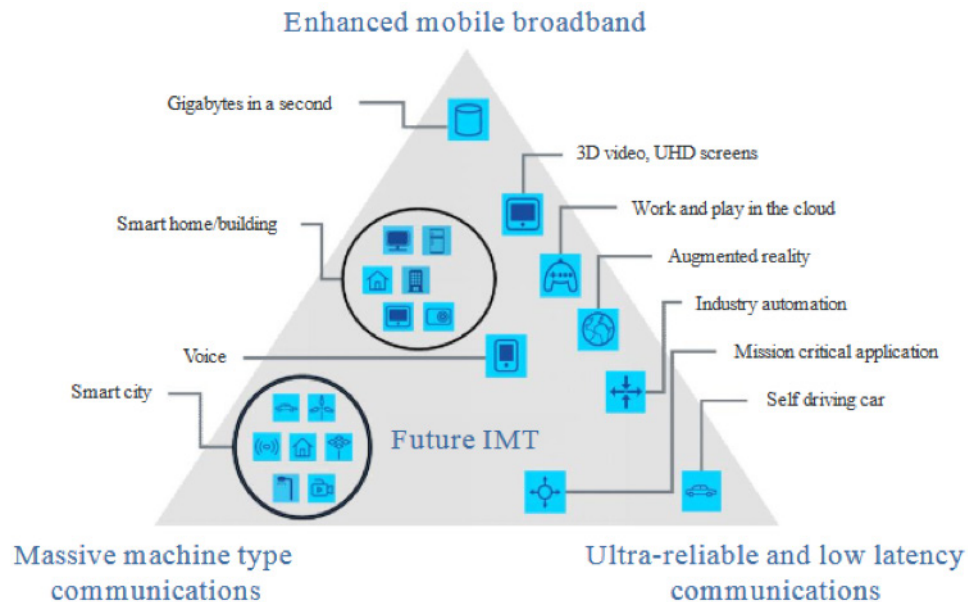 Enhanced mobile broadband
Gigabytes in a second
3D video, UHD screens
Work and play in the cloud
Smart home/building
Augmented reality
Industry automation
Voice
Mission critical application
Smart city
Self driving car
Future IMT
Massive machine type
communications
Ultra-reliable and low latency
communications